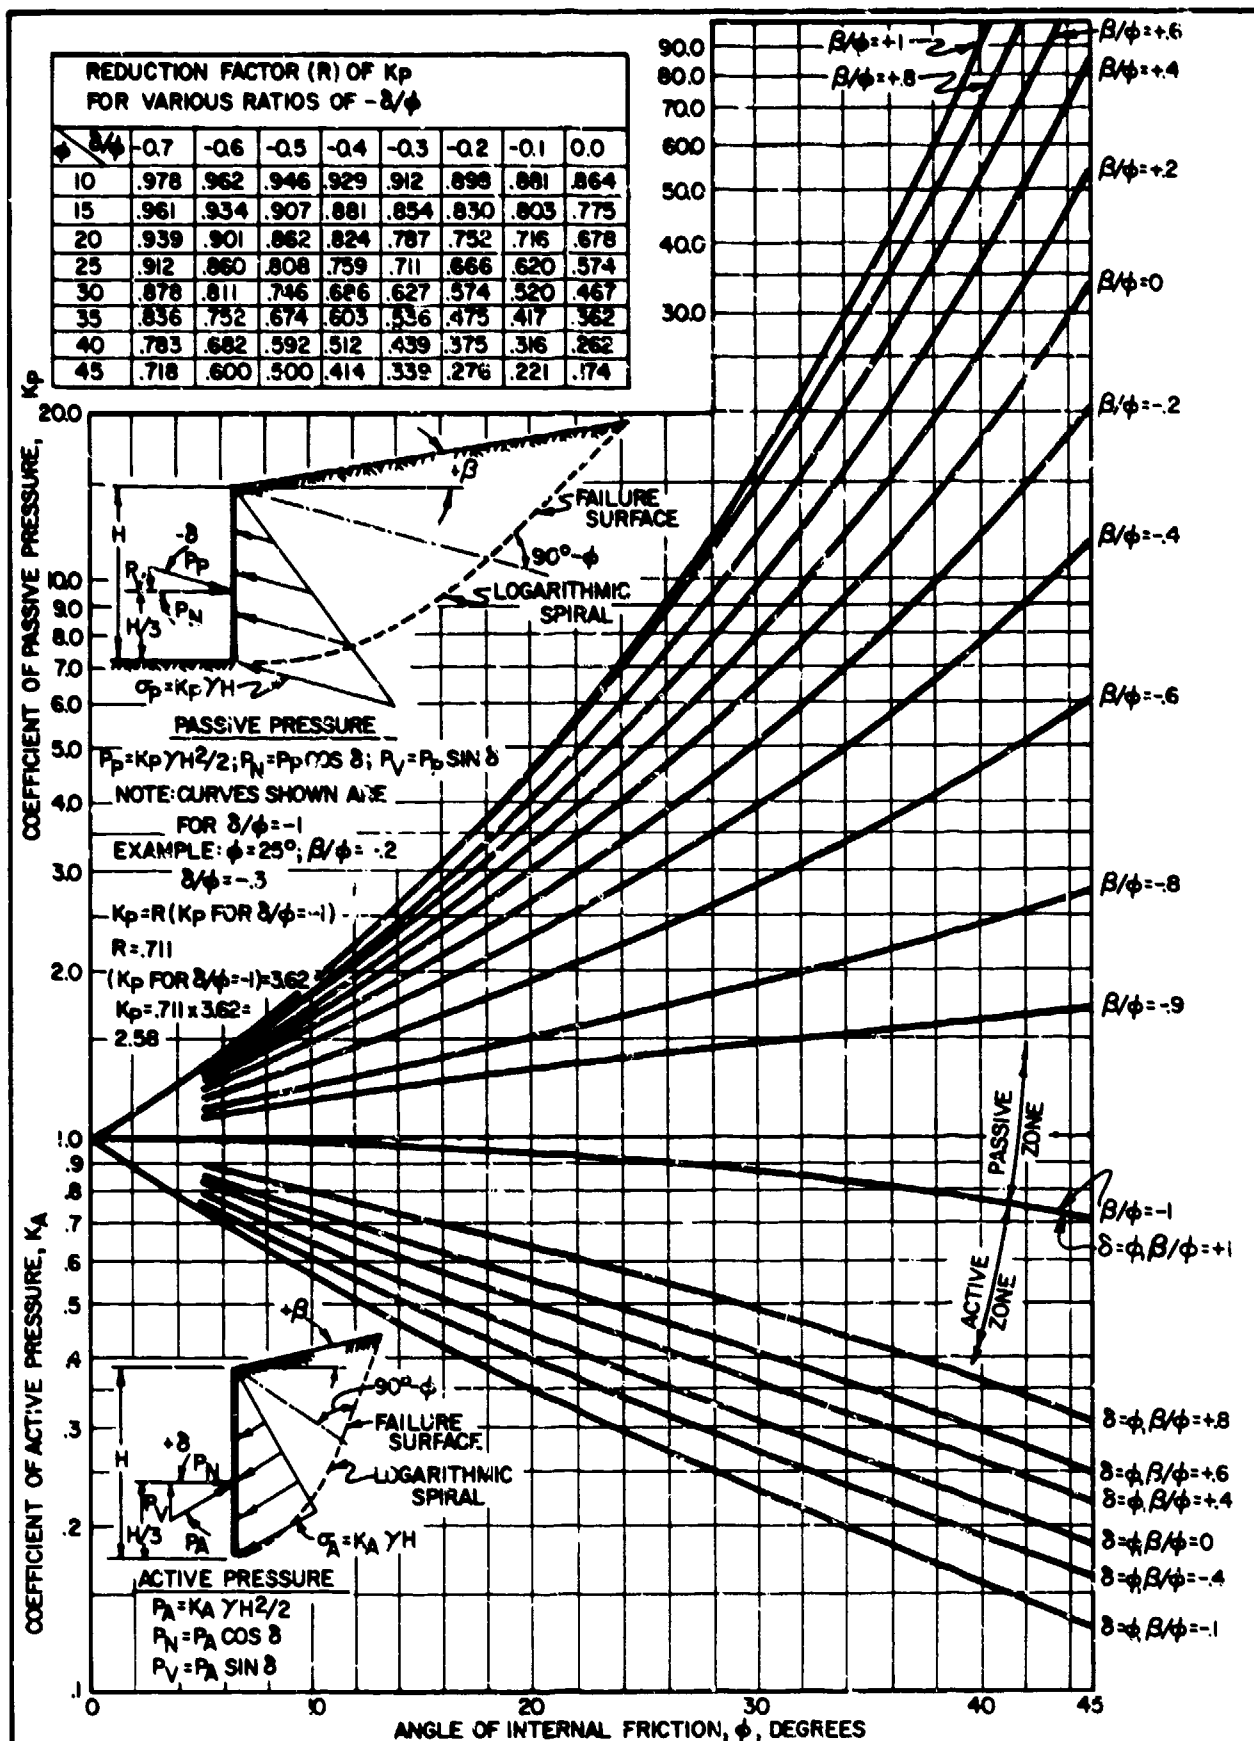 REDUCTION FACTOR (R) OF Kp
FOR VARIOUS RATIOS OF -δ/ϕ
ϕ δ/ϕ -0.7 -0.6 -0.5 -0.4 -0.3 -0.2 -0.1 0.0
10 .978 .962 .946 .929 .912 .898 .881 .864
15 .961 .934 .907 .881 .854 .830 .803 .775
20 .939 .901 .862 .824 .787 .752 .716 .678
25 .912 .860 .808 .759 .711 .666 .620 .574
30 .878 .811 .746 .686 .627 .574 .520 .467
35 .836 .752 .674 .603 .536 .475 .417 .362
40 .783 .682 .592 .512 .439 .375 .316 .262
45 .718 .600 .500 .414 .339 .276 .221 .174
90.0
80.0
70.0
60.0
50.0
40.0
30.0
20.0
10.0
9.0
8.0
7.0
6.0
5.0
4.0
3.0
2.0
1.0
.9
.8
.7
.6
.5
.4
.3
.2
.1
COEFFICIENT OF PASSIVE PRESSURE, Kp
COEFFICIENT OF ACTIVE PRESSURE, KA
β/ϕ=+1
β/ϕ=+.8
β/ϕ=+.6
β/ϕ=+.4
β/ϕ=+.2
β/ϕ=0
β/ϕ=-.2
β/ϕ=-.4
β/ϕ=-.6
β/ϕ=-.8
β/ϕ=-.9
β/ϕ=-1
δ=ϕ,β/ϕ=+1
δ=ϕ,β/ϕ=+.8
δ=ϕ,β/ϕ=+.6
δ=ϕ,β/ϕ=+.4
δ=ϕ,β/ϕ=0
δ=ϕ,β/ϕ=-.4
δ=ϕ,β/ϕ=-.1
PASSIVE
ZONE
ACTIVE
ZONE
+β
H
-δ
Pp
PN
H/3
FAILURE
SURFACE
90°-ϕ
LOGARITHMIC
SPIRAL
σp=Kp γH
PASSIVE PRESSURE
Pp=Kp γH2/2; PN=Pp COS δ; PV=Pp SIN δ
NOTE: CURVES SHOWN ARE
FOR δ/ϕ=-1
EXAMPLE: ϕ=25°; β/ϕ=-.2
δ/ϕ=-.3
Kp=R(Kp FOR δ/ϕ=-1)
R=.711
(Kp FOR δ/ϕ=-1)=3.62
Kp=.711 x 3.62=
2.58
+β
90°-ϕ
FAILURE
SURFACE
LOGARITHMIC
SPIRAL
H
+δ
PN
PV
H/3
PA
σA=KA γH
ACTIVE PRESSURE
PA=KA γH2/2
PN=PA COS δ
PV=PA SIN δ
0 10 20 30 40 45
ANGLE OF INTERNAL FRICTION, ϕ, DEGREES